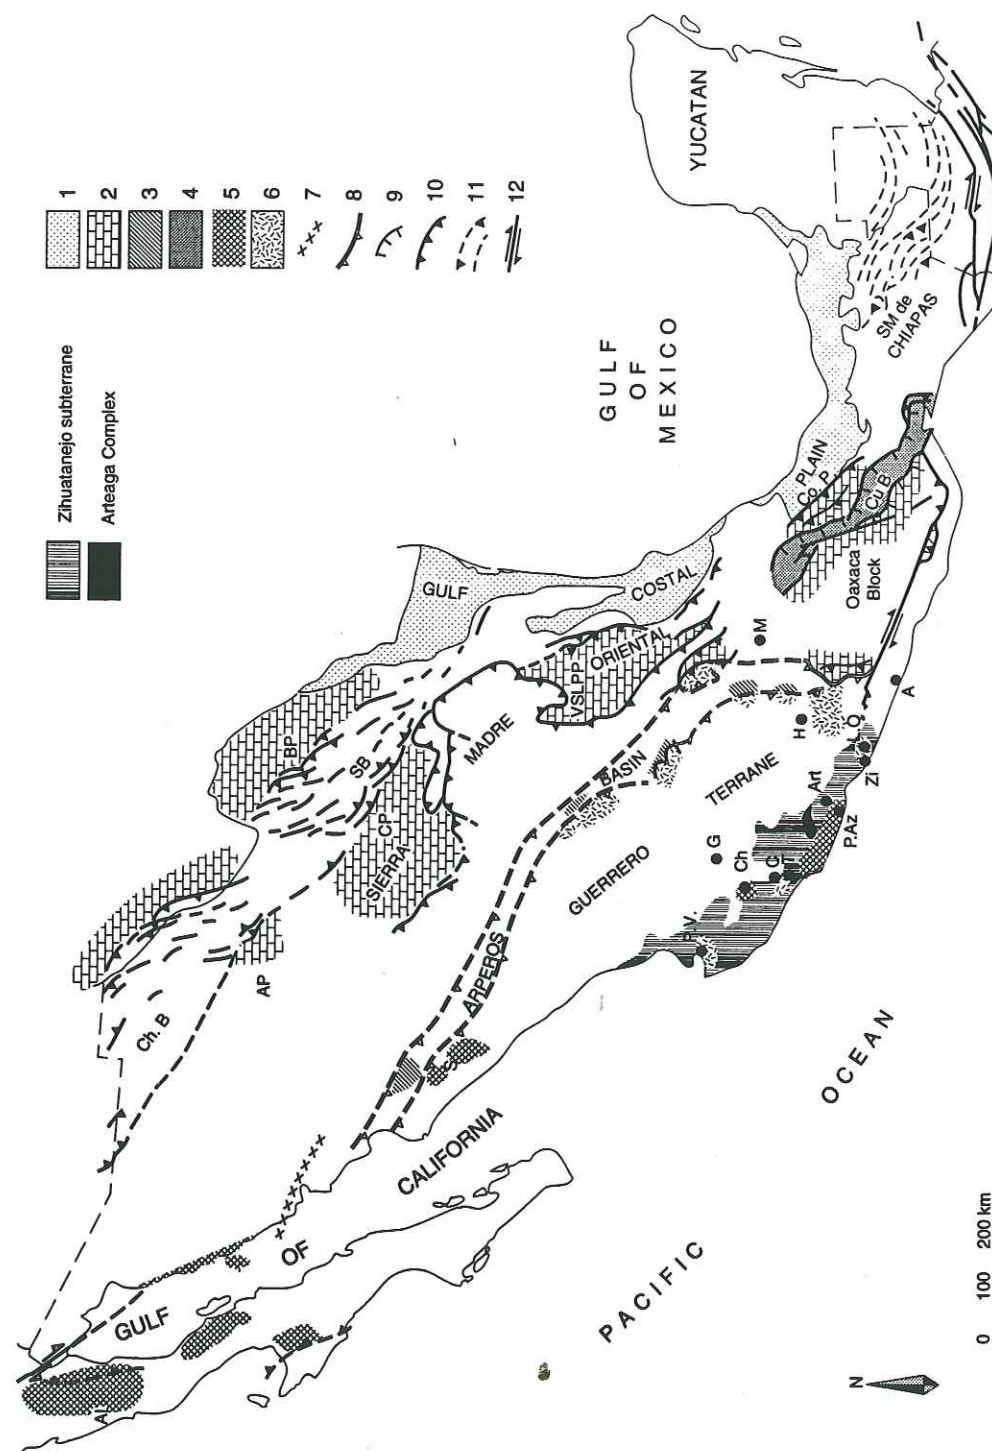 Zihuatanejo subterrane
Arteaga Complex
1
2
3
4
5
6
7
8
9
10
11
12
GULF
OF
MEXICO
YUCATAN
SM de
CHIAPAS
GULF
COSTAL
PLAIN
Co. P.
Cu B
Oaxaca
Block
BP
SB
CP
SIERRA
MADRE
ORIENTAL
VSLPP
AP
Ch. B
ARPEROS
BASIN
GUERRERO
TERRANE
S
M
H
A
LO
Zi
Art
P.Az
G
Ch
C
P.V.
GULF
OF
CALIFORNIA
Al
PACIFIC
OCEAN
N
0 100 200 km